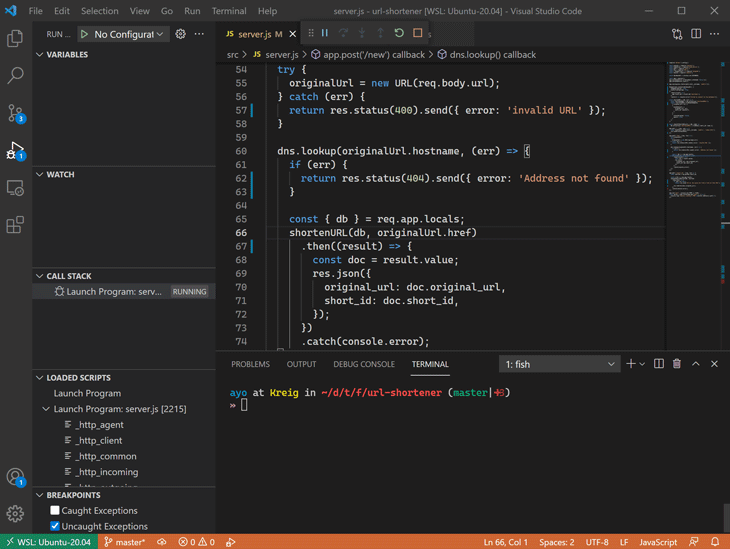 File Edit Selection View Go Run Terminal Help server.js - url-shortener [WSL: Ubuntu-20.04] - Visual Studio Code
RUN ... No Configurat ...
JS server.js M
src > JS server.js > app.post('/new') callback > dns.lookup() callback
VARIABLES
WATCH
CALL STACK
Launch Program: serv... RUNNING
LOADED SCRIPTS
Launch Program
Launch Program: server.js [2215]
_http_agent
_http_client
_http_common
_http_incoming
BREAKPOINTS
Caught Exceptions
Uncaught Exceptions
3
1
1
54 try {
55 originalUrl = new URL(req.body.url);
56 } catch (err) {
57 return res.status(400).send({ error: 'invalid URL' });
58 }
59
60 dns.lookup(originalUrl.hostname, (err) => {
61 if (err) {
62 return res.status(404).send({ error: 'Address not found' });
63 }
64
65 const { db } = req.app.locals;
66 shortenURL(db, originalUrl.href)
67 .then((result) => {
68 const doc = result.value;
69 res.json({
70 original_url: doc.original_url,
71 short_id: doc.short_id,
72 });
73 })
74 .catch(console.error);
PROBLEMS OUTPUT DEBUG CONSOLE TERMINAL 1: fish
ayo at Kreig in ~/d/t/f/url-shortener (master|
»
WSL: Ubuntu-20.04 master* 0 0 Ln 66, Col 1 Spaces: 2 UTF-8 LF JavaScript